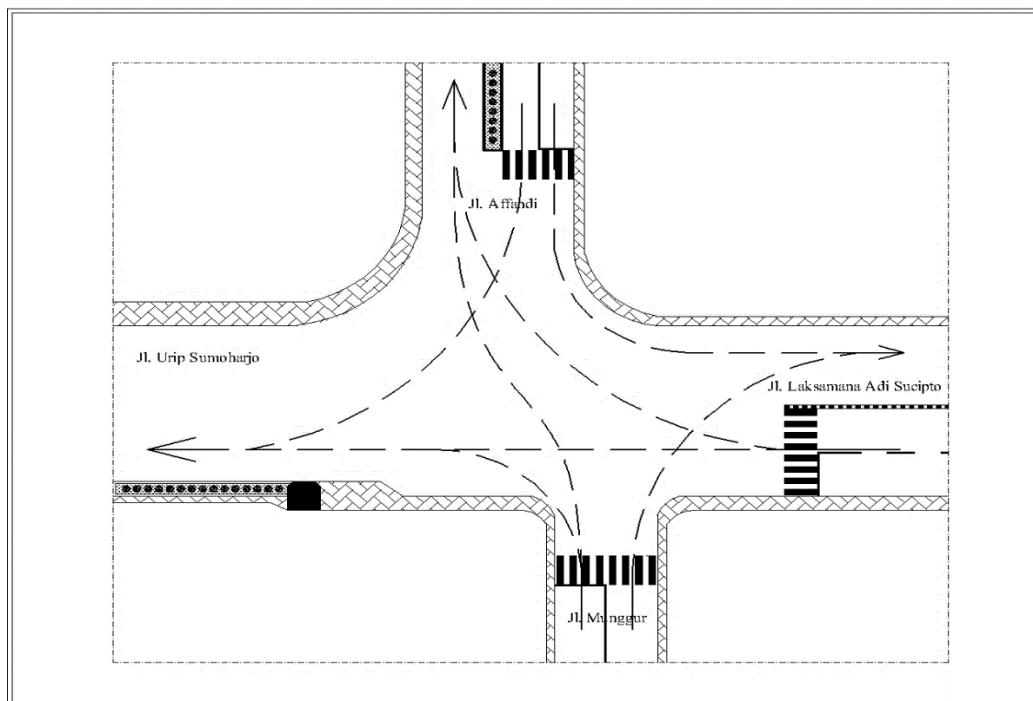 Jl. Affandi
Jl. Urip Sumoharjo
Jl. Laksamana Adi Sucipto
Jl. Munggur